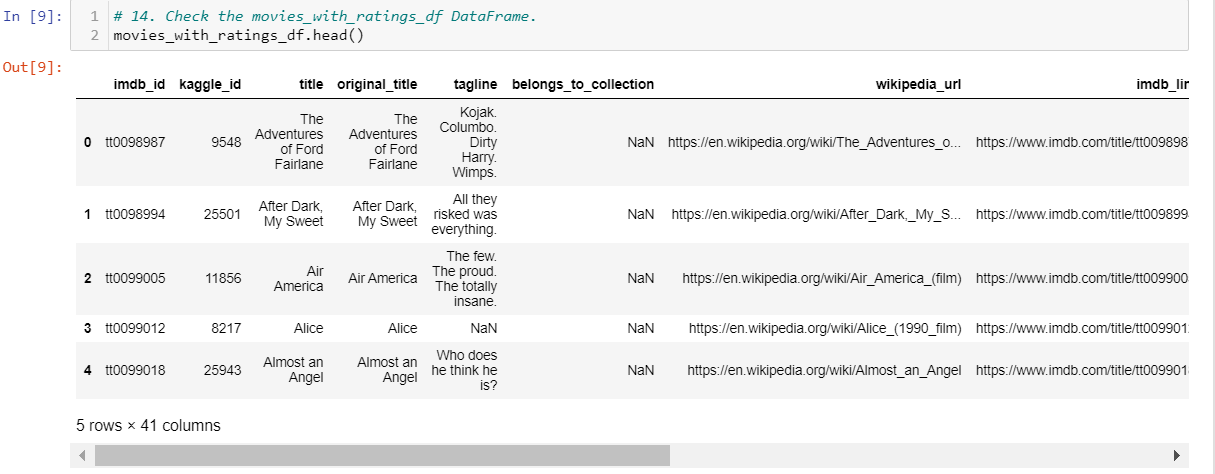 In [9]:
1 # 14. Check the movies_with_ratings_df DataFrame.
2 movies_with_ratings_df.head()
Out[9]:
imdb_id kaggle_id title original_title tagline belongs_to_collection wikipedia_url imdb_lin
0 tt0098987 9548 The Adventures of Ford Fairlane The Adventures of Ford Fairlane Kojak. Columbo. Dirty Harry. Wimps. NaN https://en.wikipedia.org/wiki/The_Adventures_o... https://www.imdb.com/title/tt009898
1 tt0098994 25501 After Dark, My Sweet After Dark, My Sweet All they risked was everything. NaN https://en.wikipedia.org/wiki/After_Dark,_My_S... https://www.imdb.com/title/tt009899
2 tt0099005 11856 Air America Air America The few. The proud. The totally insane. NaN https://en.wikipedia.org/wiki/Air_America_(film) https://www.imdb.com/title/tt009900
3 tt0099012 8217 Alice Alice NaN NaN https://en.wikipedia.org/wiki/Alice_(1990_film) https://www.imdb.com/title/tt009901
4 tt0099018 25943 Almost an Angel Almost an Angel Who does he think he is? NaN https://en.wikipedia.org/wiki/Almost_an_Angel https://www.imdb.com/title/tt009901
5 rows × 41 columns